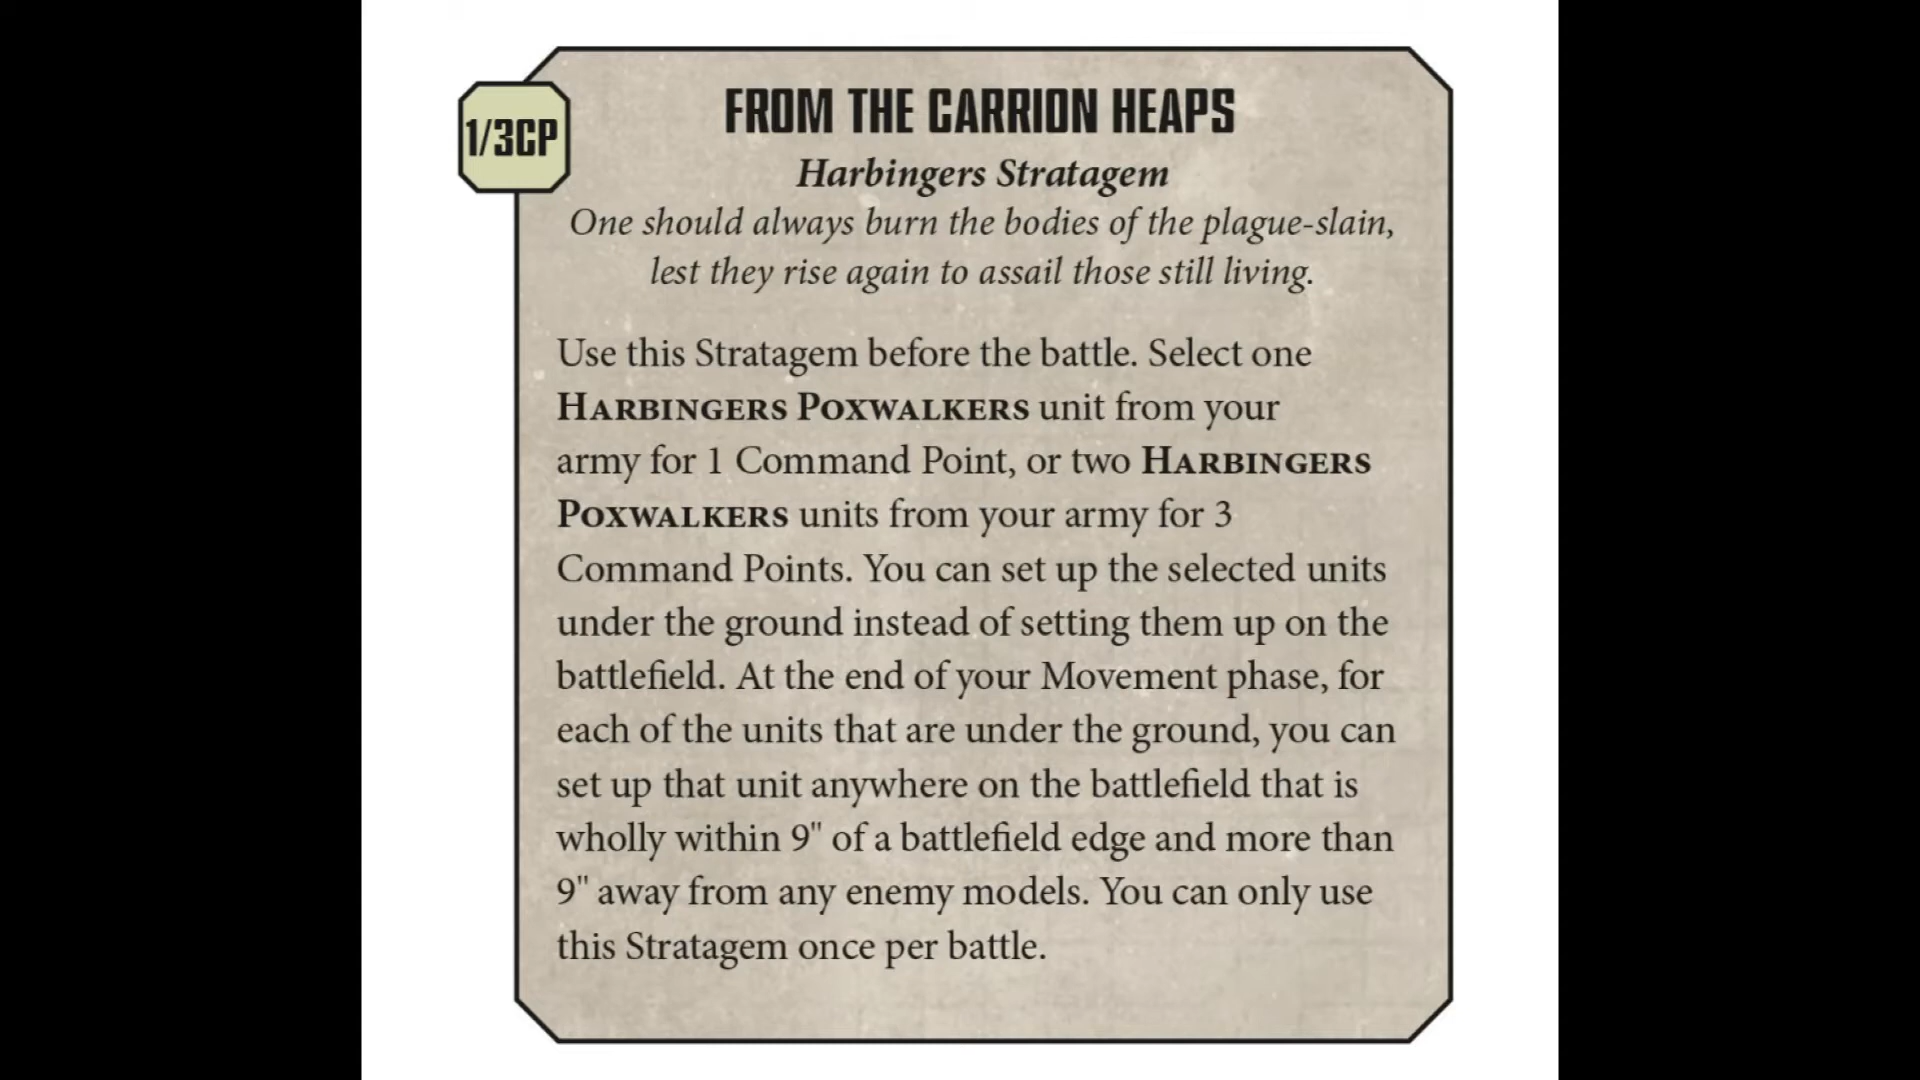 1/3CP
FROM THE CARRION HEAPS
Harbingers Stratagem
One should always burn the bodies of the plague-slain,
lest they rise again to assail those still living.
Use this Stratagem before the battle. Select one
HARBINGERS POXWALKERS unit from your
army for 1 Command Point, or two HARBINGERS
POXWALKERS units from your army for 3
Command Points. You can set up the selected units
under the ground instead of setting them up on the
battlefield. At the end of your Movement phase, for
each of the units that are under the ground, you can
set up that unit anywhere on the battlefield that is
wholly within 9" of a battlefield edge and more than
9" away from any enemy models. You can only use
this Stratagem once per battle.